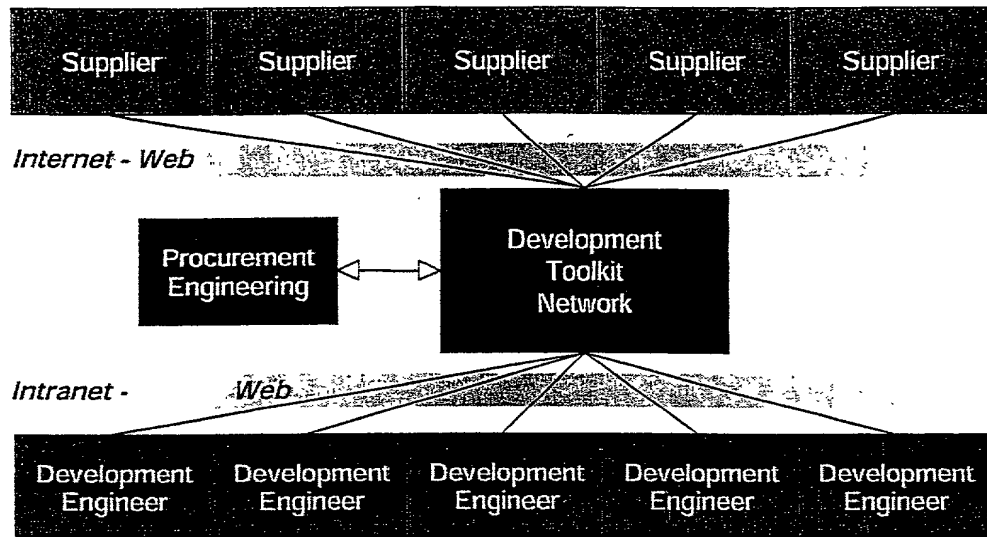 Supplier Supplier Supplier Supplier Supplier
Internet - Web
Procurement
Engineering
Development
Toolkit
Network
Intranet - Web
Development
Engineer
Development
Engineer
Development
Engineer
Development
Engineer
Development
Engineer